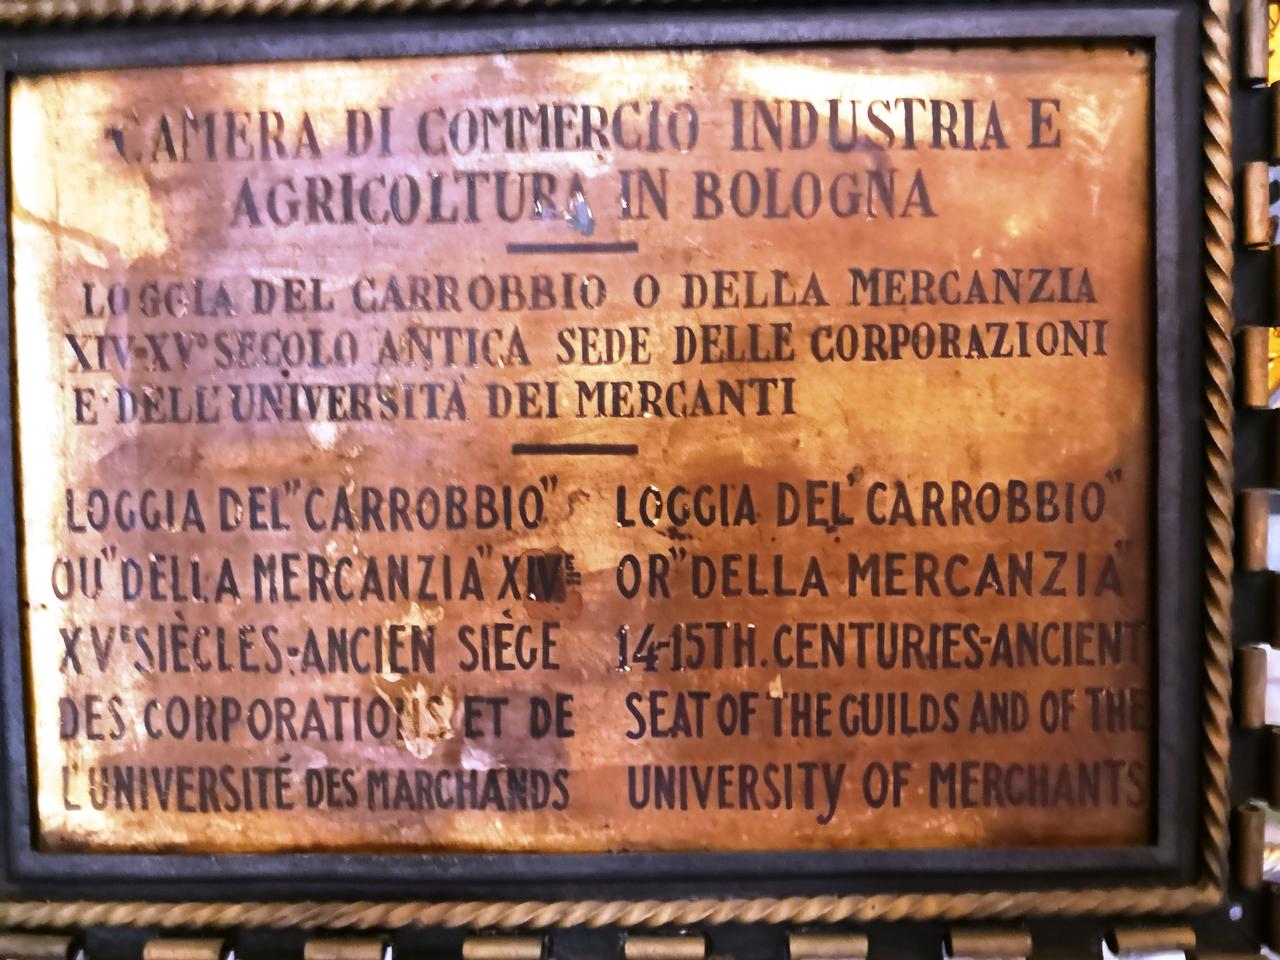 CAMERA DI COMMERCIO INDUSTRIA E
AGRICOLTURA IN BOLOGNA
LOGGIA DEL CARROBBIO O DELLA MERCANZIA
XIV-XVº SECOLO ANTICA SEDE DELLE CORPORAZIONI
E DELL'UNIVERSITÀ DEI MERCANTI
LOGGIA DEL "CARROBBIO"
OU "DELLA MERCANZIA" XIVE=
XVE SIÈCLES-ANCIEN SIÈGE
DES CORPORATIONS ET DE
L'UNIVERSITÉ DES MARCHANDS
LOGGIA DEL "CARROBBIO"
OR "DELLA MERCANZIA"
14-15TH. CENTURIES-ANCIENT
SEAT OF THE GUILDS AND OF THE
UNIVERSITY OF MERCHANTS